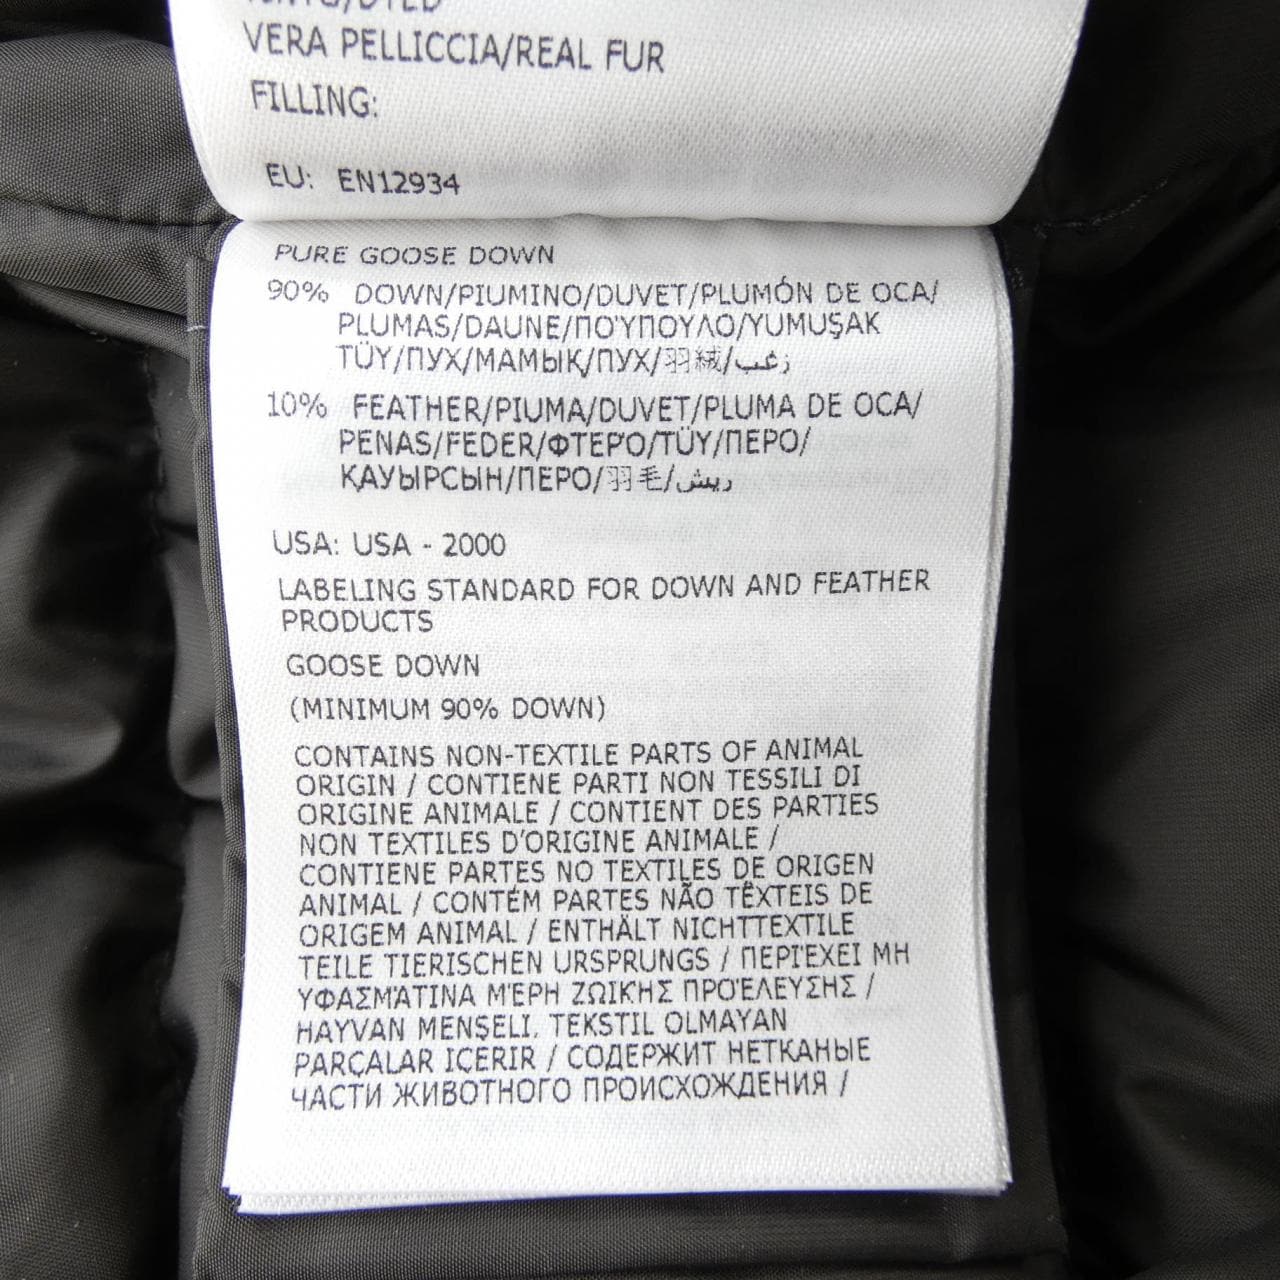 VERA PELLICCIA/REAL FUR
FILLING:
EU: EN12934
PURE GOOSE DOWN
90% DOWN/PIUMINO/DUVET/PLUMÓN DE OCA/
PLUMAS/DAUNE/ΠΟΎΠΟΥΛΟ/YUMUŞAK
TÜY/ПУХ/МАМЫҚ/ПУХ/羽絨/زغب
10% FEATHER/PIUMA/DUVET/PLUMA DE OCA/
PENAS/FEDER/ΦΤΕΡΌ/TÜY/ПЕРО/
ҚАУЫРСЫН/ПЕРО/羽毛/ريش
USA: USA - 2000
LABELING STANDARD FOR DOWN AND FEATHER
PRODUCTS
GOOSE DOWN
(MINIMUM 90% DOWN)
CONTAINS NON-TEXTILE PARTS OF ANIMAL
ORIGIN / CONTIENE PARTI NON TESSILI DI
ORIGINE ANIMALE / CONTIENT DES PARTIES
NON TEXTILES D'ORIGINE ANIMALE /
CONTIENE PARTES NO TEXTILES DE ORIGEN
ANIMAL / CONTÉM PARTES NÃO TÊXTEIS DE
ORIGEM ANIMAL / ENTHÄLT NICHTTEXTILE
TEILE TIERISCHEN URSPRUNGS / ΠΕΡΙΈΧΕΙ ΜΗ
ΥΦΑΣΜΆΤΙΝΑ ΜΈΡΗ ΖΩΙΚΉΣ ΠΡΟΈΛΕΥΣΗΣ /
HAYVAN MENŞELI. TEKSTIL OLMAYAN
PARÇALAR IÇERIR / СОДЕРЖИТ НЕТКАНЫЕ
ЧАСТИ ЖИВОТНОГО ПРОИСХОЖДЕНИЯ /